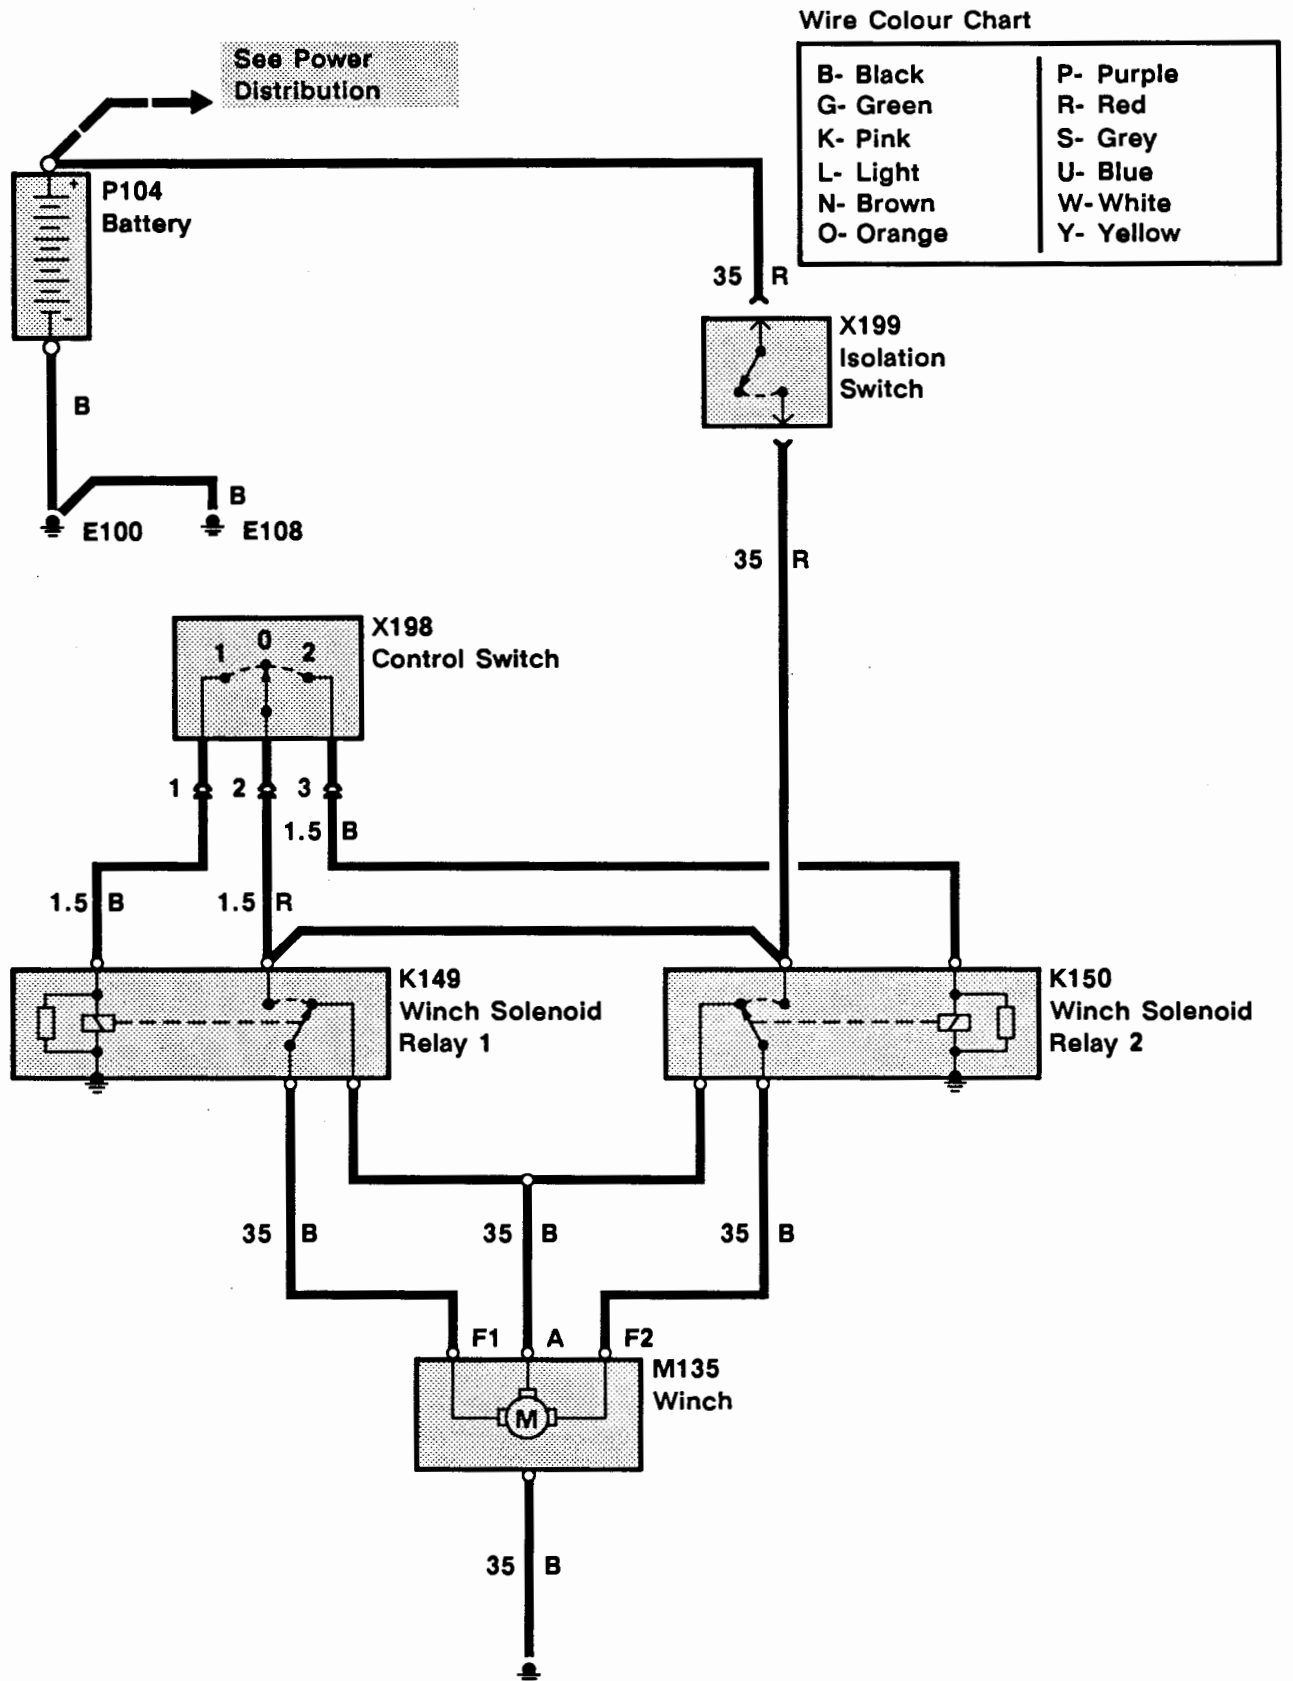 Wire Colour Chart
B- Black
G- Green
K- Pink
L- Light
N- Brown
O- Orange
P- Purple
R- Red
S- Grey
U- Blue
W- White
Y- Yellow
See Power
Distribution
+
P104
Battery
-
35 R
X199
Isolation
Switch
B
B
E100
E108
35 R
X198
Control Switch
1 0 2
1 2 3
1.5 B
1.5 B
1.5 R
K149
Winch Solenoid
Relay 1
K150
Winch Solenoid
Relay 2
35 B
35 B
35 B
F1 A F2
M135
Winch
M
35 B